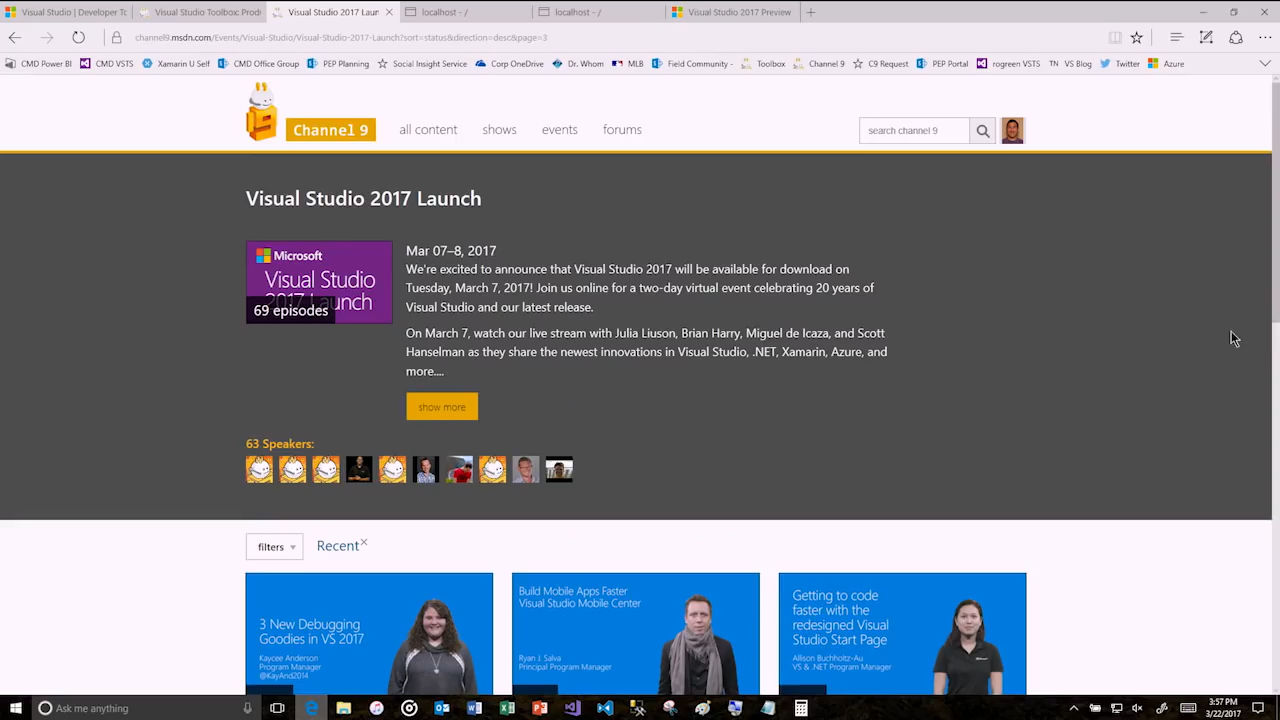 Visual Studio | Developer To
Visual Studio Toolbox: Prod
Visual Studio 2017 Laun
localhost - /
localhost - /
Visual Studio 2017 Preview
channel9.msdn.com/Events/Visual-Studio/Visual-Studio-2017-Launch?sort=status&direction=desc&page=3
CMD Power BI
CMD VSTS
Xamarin U Self
CMD Office Group
PEP Planning
Social Insight Service
Corp OneDrive
Dr. Whom
MLB
Field Community -
Toolbox
Channel 9
C9 Request
PEP Portal
rogreen VSTS
TN VS Blog
Twitter
Azure
9
Channel 9
all content
shows
events
forums
search channel 9
Visual Studio 2017 Launch
Microsoft
Visual Studio
2017 Launch
69 episodes
Mar 07–8, 2017
We're excited to announce that Visual Studio 2017 will be available for download on
Tuesday, March 7, 2017! Join us online for a two-day virtual event celebrating 20 years of
Visual Studio and our latest release.
On March 7, watch our live stream with Julia Liuson, Brian Harry, Miguel de Icaza, and Scott
Hanselman as they share the newest innovations in Visual Studio, .NET, Xamarin, Azure, and
more....
show more
63 Speakers:
filters
Recent
3 New Debugging
Goodies in VS 2017
Kaycee Anderson
Program Manager
@KayAnd2014
Build Mobile Apps Faster
Visual Studio Mobile Center
Ryan J. Salva
Principal Program Manager
Getting to code
faster with the
redesigned Visual
Studio Start Page
Allison Buchholtz-Au
VS & .NET Program Manager
Ask me anything
3:57 PM
3/22/2017